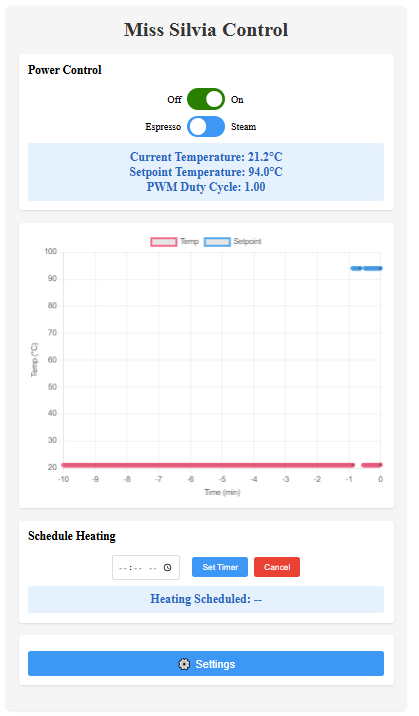 Miss Silvia Control
Power Control
Off On
Espresso Steam
Current Temperature: 21.2°C
Setpoint Temperature: 94.0°C
PWM Duty Cycle: 1.00
Temp Setpoint
100
90
80
70
60
50
40
30
20
Temp (°C)
-10 -9 -8 -7 -6 -5 -4 -3 -2 -1 0
Time (min)
Schedule Heating
--:-- -- Set Timer Cancel
Heating Scheduled: --
Settings